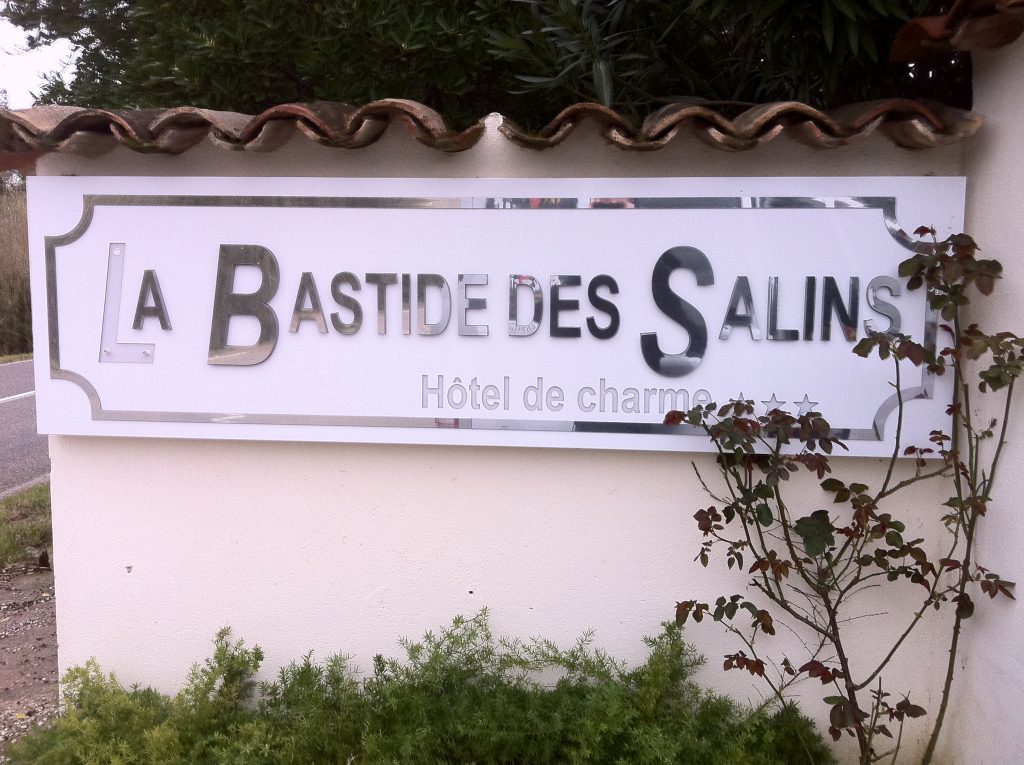 LA BASTIDE DES SALINS
Hôtel de charme ★★★